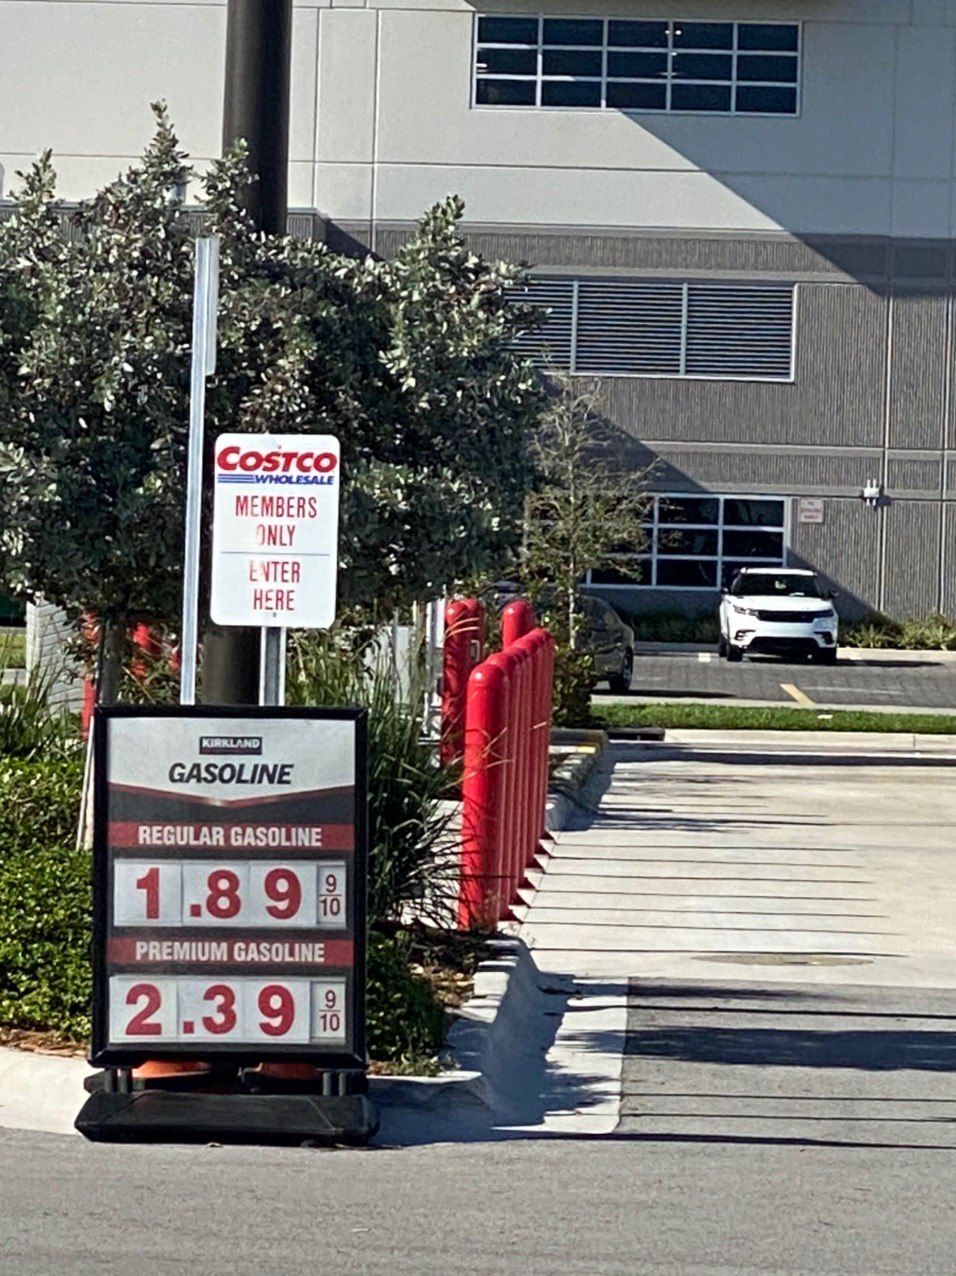 COSTCO
WHOLESALE
MEMBERS
ONLY
ENTER
HERE
KIRKLAND
GASOLINE
REGULAR GASOLINE
1.89 9/10
PREMIUM GASOLINE
2.39 9/10